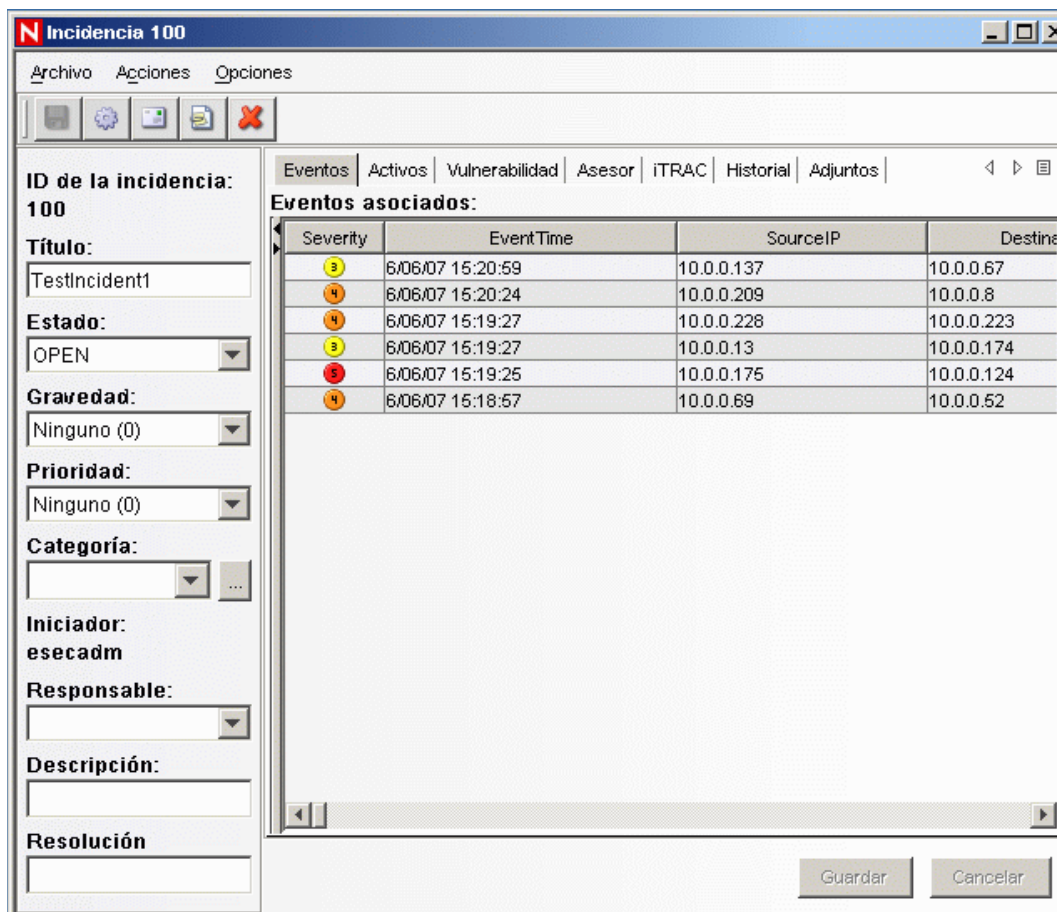 N Incidencia 100
Archivo Acciones Opciones
ID de la incidencia:
100
Título:
TestIncident1
Estado:
OPEN
Gravedad:
Ninguno (0)
Prioridad:
Ninguno (0)
Categoría:
...
Iniciador:
esecadm
Responsable:
Descripción:
Resolución
Eventos Activos Vulnerabilidad Asesor iTRAC Historial Adjuntos
Eventos asociados:
Severity EventTime SourceIP Destina
3 6/06/07 15:20:59 10.0.0.137 10.0.0.67
4 6/06/07 15:20:24 10.0.0.209 10.0.0.8
4 6/06/07 15:19:27 10.0.0.228 10.0.0.223
3 6/06/07 15:19:27 10.0.0.13 10.0.0.174
5 6/06/07 15:19:25 10.0.0.175 10.0.0.124
4 6/06/07 15:18:57 10.0.0.69 10.0.0.52
Guardar Cancelar